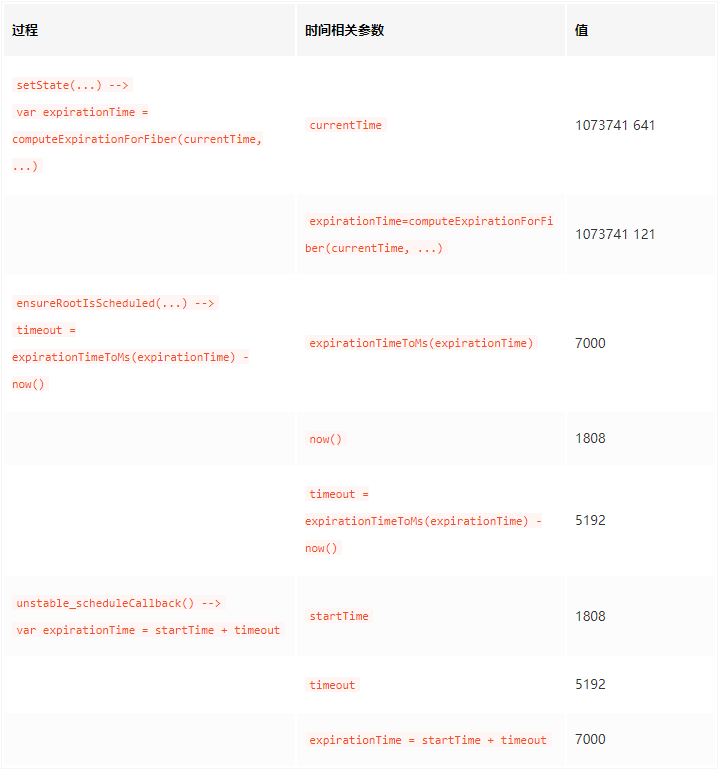 过程 时间相关参数 值
setState(...) -->
var expirationTime =
computeExpirationForFiber(currentTime,
...)
currentTime
1073741 641
expirationTime=computeExpirationForFi
ber(currentTime, ...)
1073741 121
ensureRootIsScheduled(...) -->
timeout =
expirationTimeToMs(expirationTime) -
now()
expirationTimeToMs(expirationTime)
7000
now()
1808
timeout =
expirationTimeToMs(expirationTime) -
now()
5192
unstable_scheduleCallback() -->
var expirationTime = startTime + timeout
startTime
1808
timeout
5192
expirationTime = startTime + timeout
7000